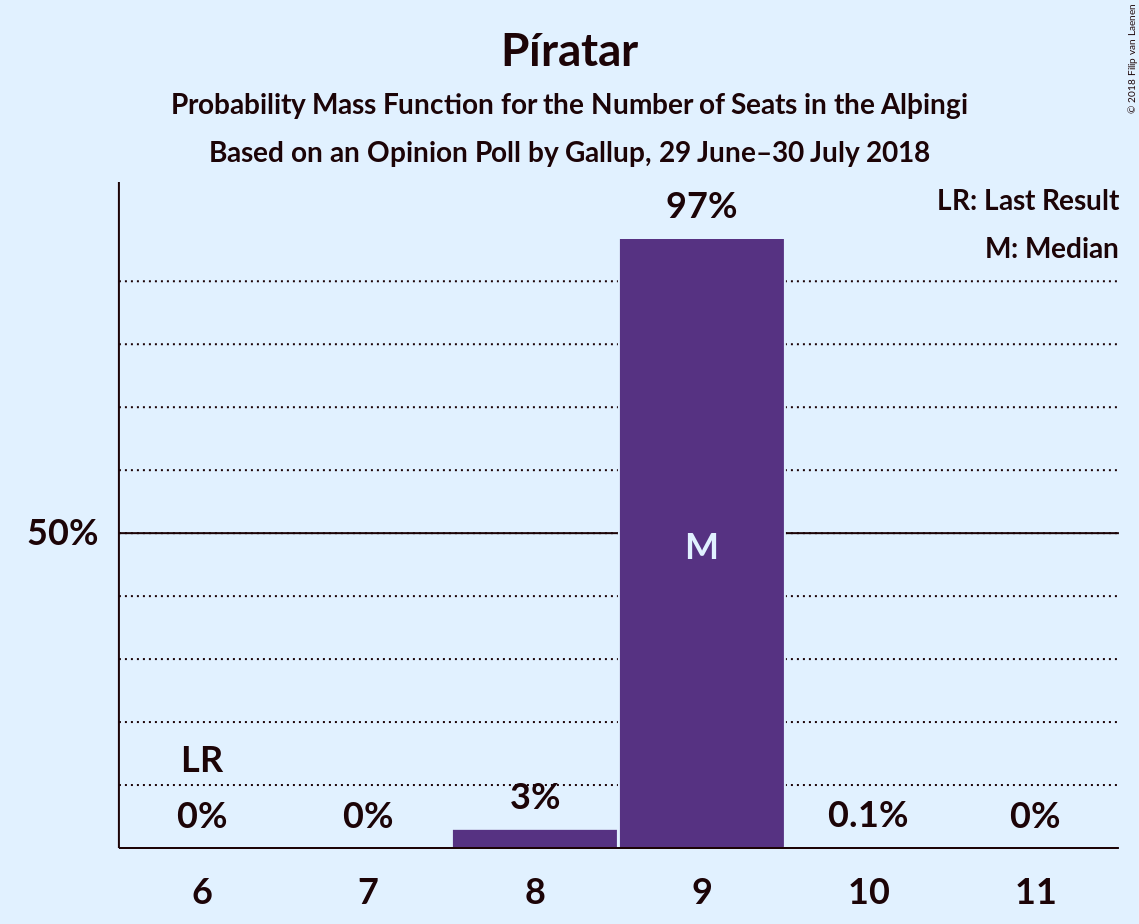 © 2018 Filip van Laenen
Píratar
Probability Mass Function for the Number of Seats in the Alþingi
Based on an Opinion Poll by Gallup, 29 June–30 July 2018
LR: Last Result
M: Median
97%
50%
M
LR
0%
0%
3%
0.1%
0%
6
7
8
9
10
11